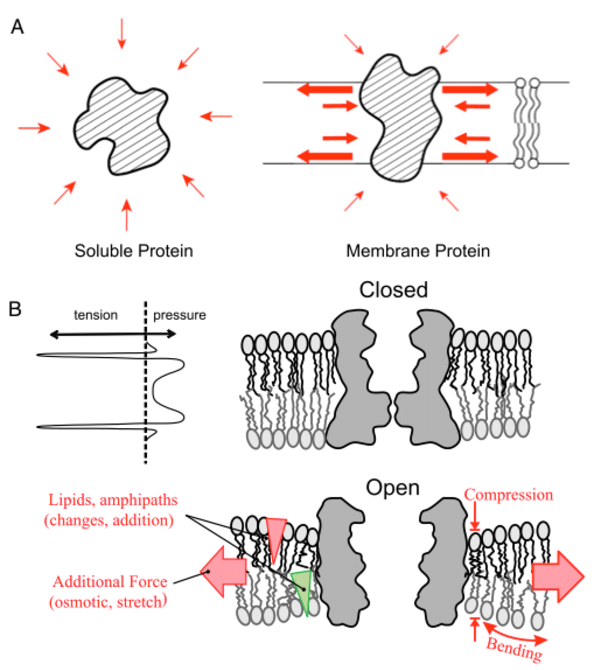 A
Soluble Protein
Membrane Protein
B
tension
pressure
Closed
Open
Lipids, amphipaths
(changes, addition)
Additional Force
(osmotic, stretch)
Compression
Bending